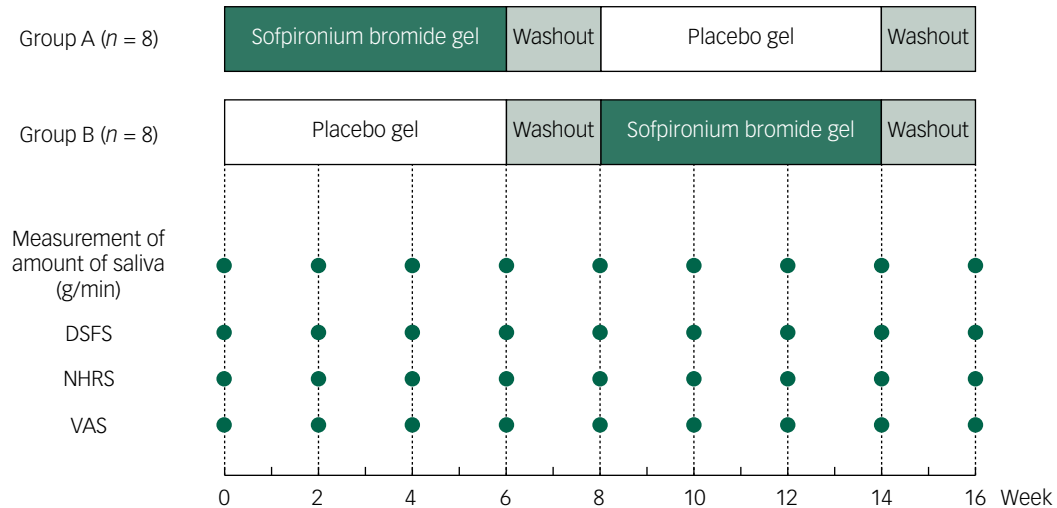 Group A (n = 8)
Sofpironium bromide gel
Washout
Placebo gel
Washout
Group B (n = 8)
Placebo gel
Washout
Sofpironium bromide gel
Washout
Measurement of
amount of saliva
(g/min)
DSFS
NHRS
VAS
0 2 4 6 8 10 12 14 16 Week